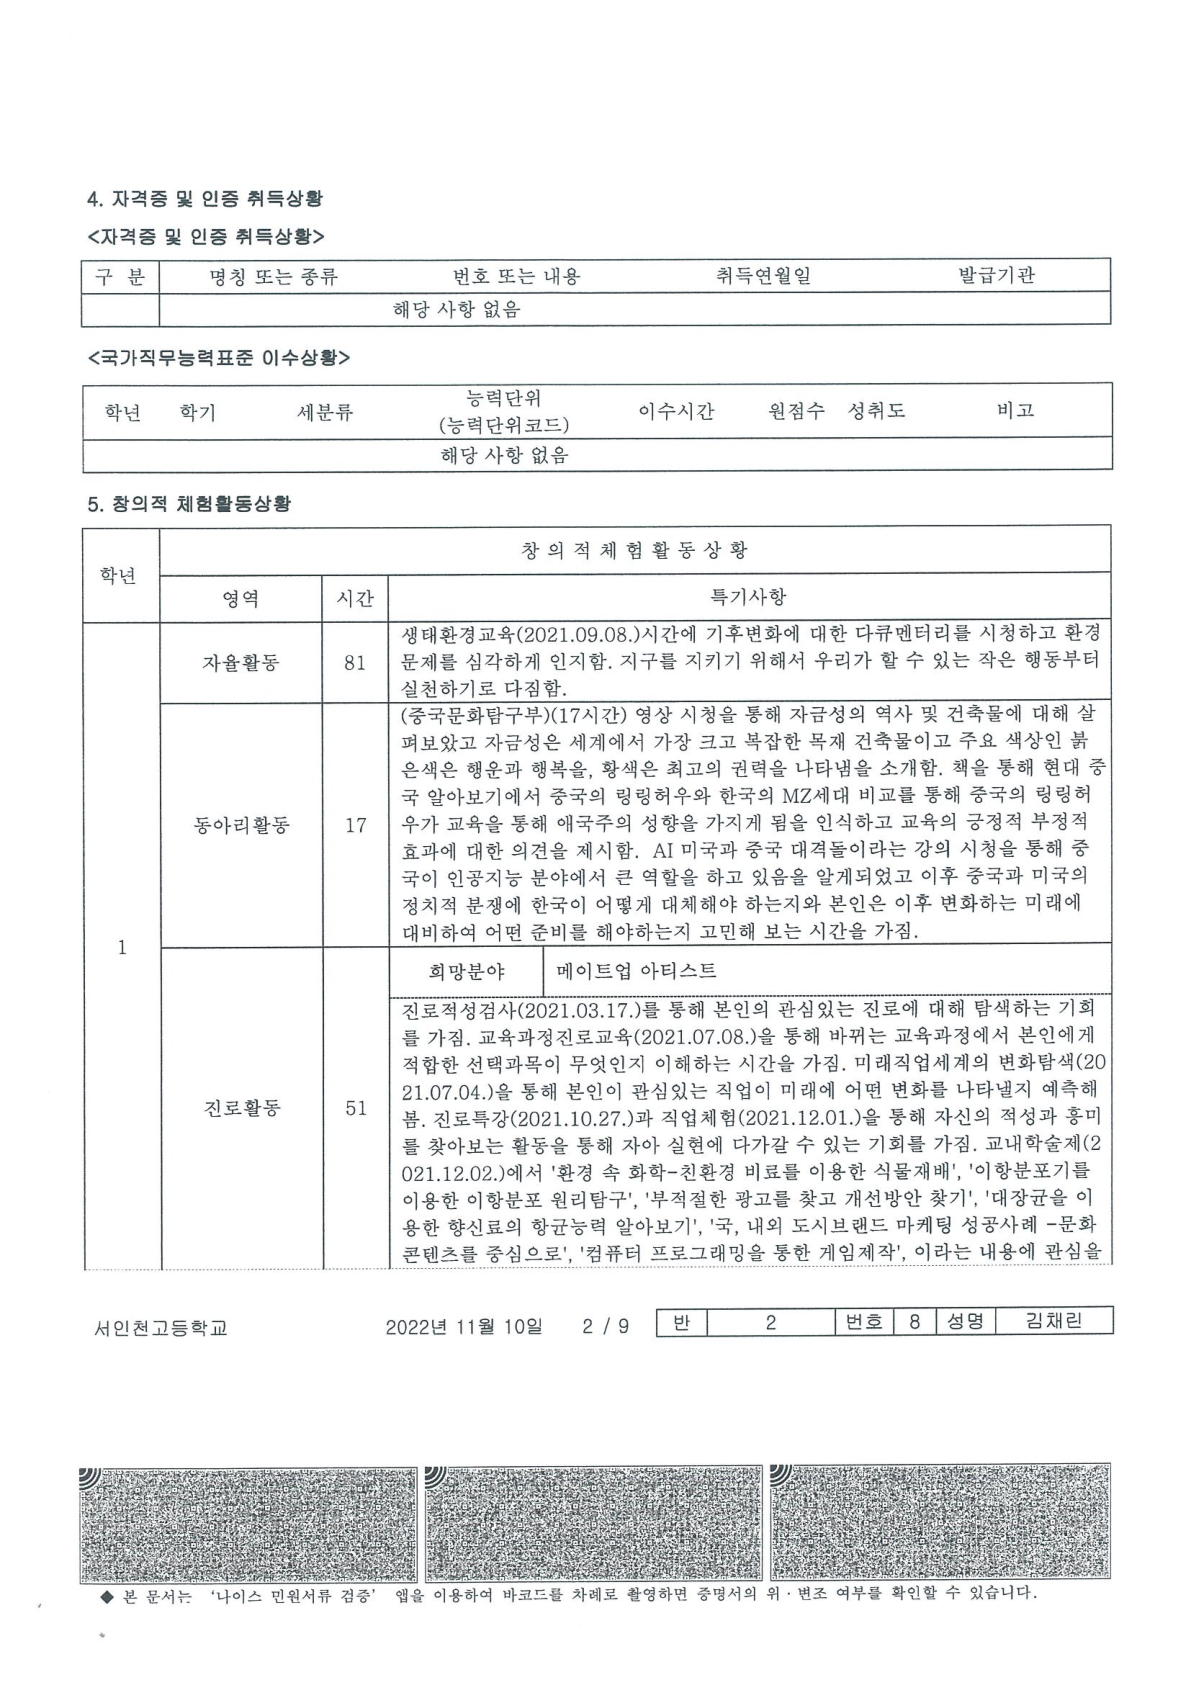 4. 자격증 및 인증 취득상황
<자격증 및 인증 취득상황>
구 분 명칭 또는 종류 번호 또는 내용 취득연월일 발급기관
해당 사항 없음
<국가직무능력표준 이수상황>
학년 학기 세분류 능력단위 (능력단위코드) 이수시간 원점수 성취도 비고
해당 사항 없음
5. 창의적 체험활동상황
학년 창 의 적 체 험 활 동 상 황
영역 시간 특기사항
1
자율활동 81
생태환경교육(2021.09.08.)시간에 기후변화에 대한 다큐멘터리를 시청하고 환경
문제를 심각하게 인지함. 지구를 지키기 위해서 우리가 할 수 있는 작은 행동부터
실천하기로 다짐함.
동아리활동 17
(중국문화탐구부)(17시간) 영상 시청을 통해 자금성의 역사 및 건축물에 대해 살
펴보았고 자금성은 세계에서 가장 크고 복잡한 목재 건축물이고 주요 색상인 붉
은색은 행운과 행복을, 황색은 최고의 권력을 나타냄을 소개함. 책을 통해 현대 중
국 알아보기에서 중국의 링링허우와 한국의 MZ세대 비교를 통해 중국의 링링허
우가 교육을 통해 애국주의 성향을 가지게 됨을 인식하고 교육의 긍정적 부정적
효과에 대한 의견을 제시함. AI 미국과 중국 대격돌이라는 강의 시청을 통해 중
국이 인공지능 분야에서 큰 역할을 하고 있음을 알게되었고 이후 중국과 미국의
정치적 분쟁에 한국이 어떻게 대체해야 하는지와 본인은 이후 변화하는 미래에
대비하여 어떤 준비를 해야하는지 고민해 보는 시간을 가짐.
진로활동 51
희망분야 메이트업 아티스트
진로적성검사(2021.03.17.)를 통해 본인의 관심있는 진로에 대해 탐색하는 기회
를 가짐. 교육과정진로교육(2021.07.08.)을 통해 바뀌는 교육과정에서 본인에게
적합한 선택과목이 무엇인지 이해하는 시간을 가짐. 미래직업세계의 변화탐색(20
21.07.04.)을 통해 본인이 관심있는 직업이 미래에 어떤 변화를 나타낼지 예측해
봄. 진로특강(2021.10.27.)과 직업체험(2021.12.01.)을 통해 자신의 적성과 흥미
를 찾아보는 활동을 통해 자아 실현에 다가갈 수 있는 기회를 가짐. 교내학술제(2
021.12.02.)에서 '환경 속 화학-친환경 비료를 이용한 식물재배', '이항분포기를
이용한 이항분포 원리탐구', '부적절한 광고를 찾고 개선방안 찾기', '대장균을 이
용한 향신료의 항균능력 알아보기', '국, 내외 도시브랜드 마케팅 성공사례 -문화
콘텐츠를 중심으로', '컴퓨터 프로그래밍을 통한 게임제작', 이라는 내용에 관심을
서인천고등학교 2022년 11월 10일 2 / 9 반 2 번호 8 성명 김채린
◆ 본 문서는 '나이스 민원서류 검증' 앱을 이용하여 바코드를 차례로 촬영하면 증명서의 위 · 변조 여부를 확인할 수 있습니다.